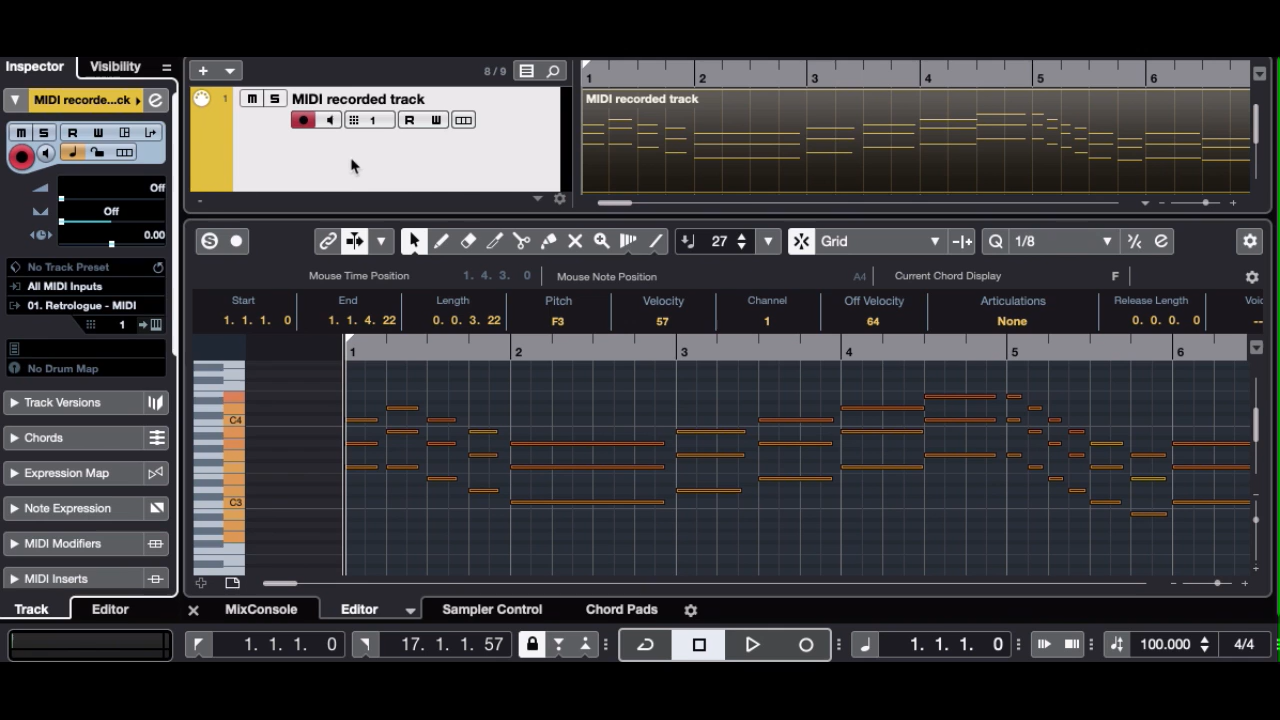 Inspector Visibility
8/9
MIDI recorde...ck
1 M S MIDI recorded track
1 R W
M S R W
Off
Off
0.00
No Track Preset
All MIDI Inputs
01. Retrologue - MIDI
1
No Drum Map
Track Versions
Chords
Expression Map
Note Expression
MIDI Modifiers
MIDI Inserts
Track Editor
1 2 3 4 5 6
MIDI recorded track
S 27 Grid Q 1/8
Mouse Time Position 1. 4. 3. 0 Mouse Note Position A4 Current Chord Display F
Start End Length Pitch Velocity Channel Off Velocity Articulations Release Length Voic
1. 1. 1. 0 1. 1. 4. 22 0. 0. 3. 22 F3 57 1 64 None 0. 0. 0. 0 --
1 2 3 4 5 6
C4
C3
MixConsole Editor Sampler Control Chord Pads
1. 1. 1. 0 17. 1. 1. 57 1. 1. 1. 0 100.000 4/4